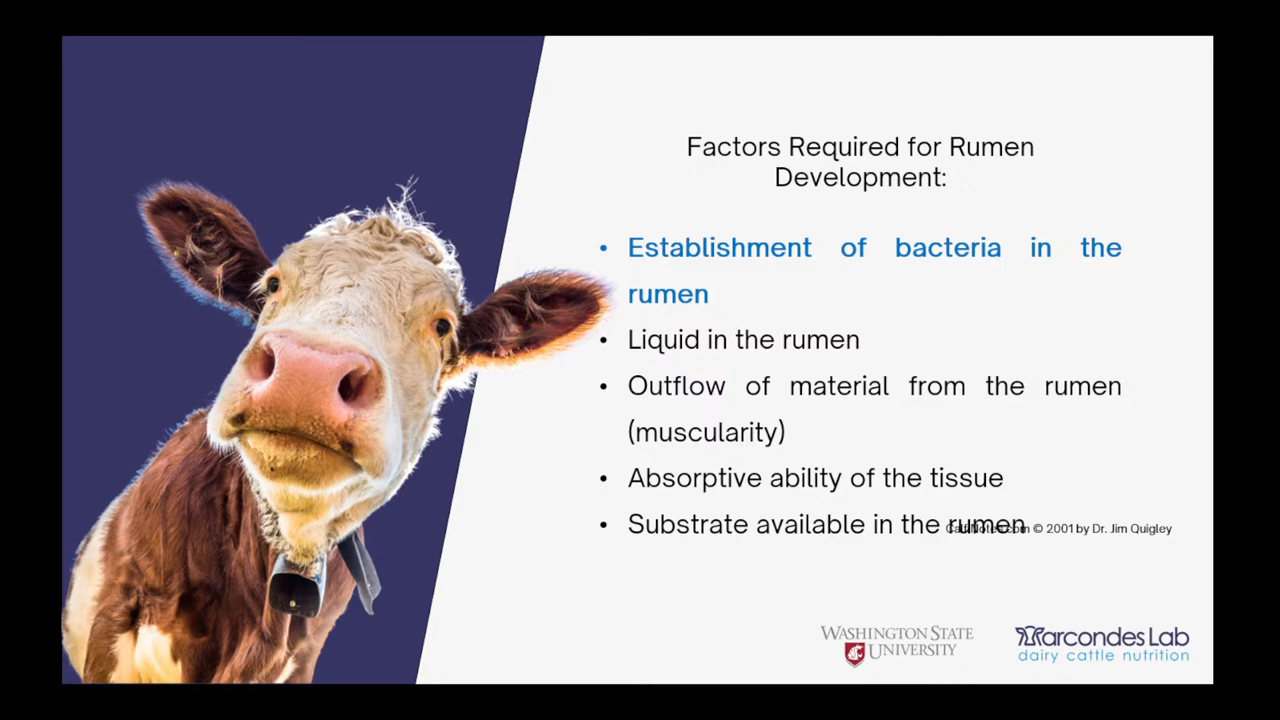 Factors Required for Rumen
Development:
• Establishment of bacteria in the
rumen
• Liquid in the rumen
• Outflow of material from the rumen
(muscularity)
• Absorptive ability of the tissue
• Substrate available in the rumen
CalfNotes.com © 2001 by Dr. Jim Quigley
WASHINGTON STATE
UNIVERSITY
Marcondes Lab
dairy cattle nutrition